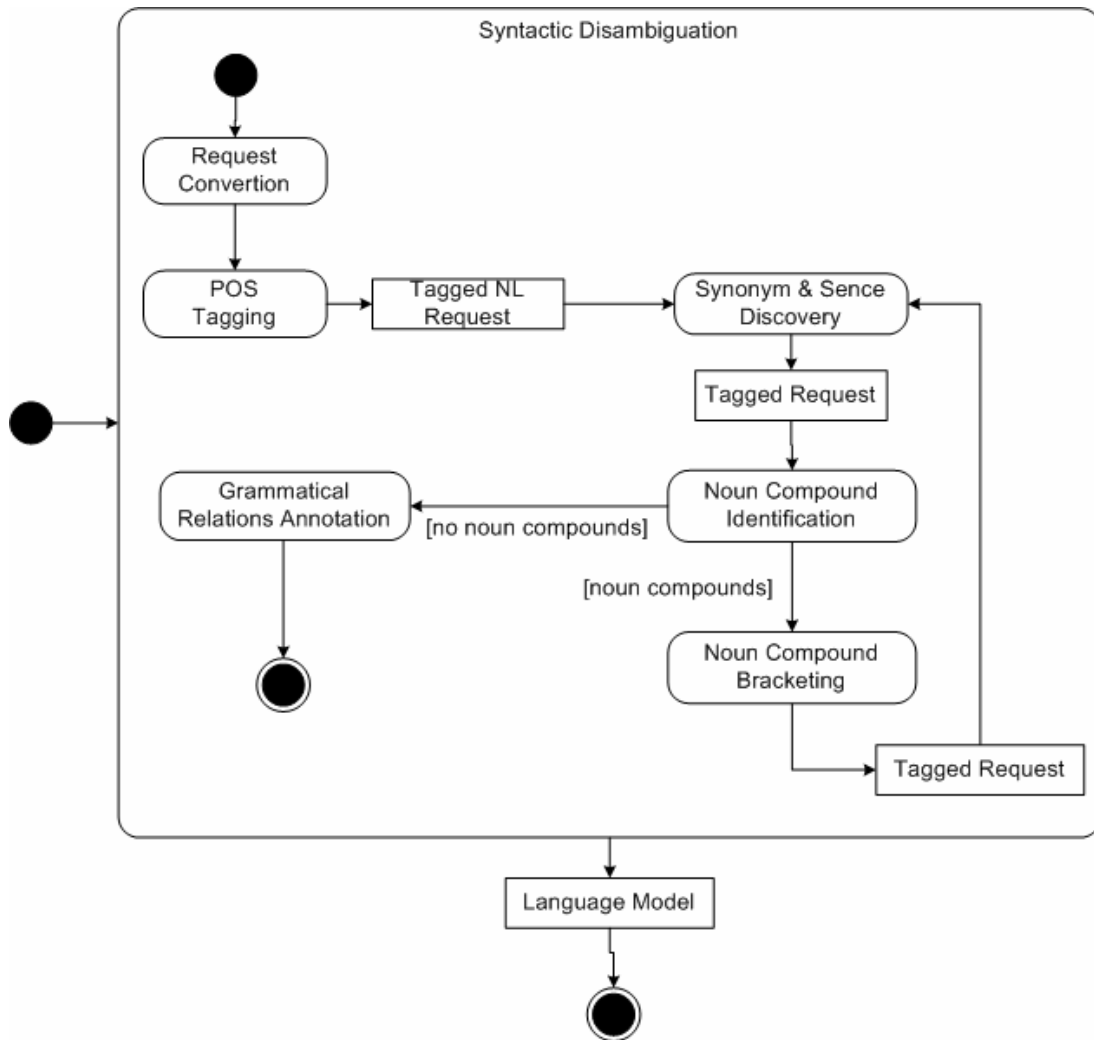 Syntactic Disambiguation
Request
Convertion
POS
Tagging
Tagged NL
Request
Synonym & Sence
Discovery
Tagged Request
Grammatical
Relations Annotation
[no noun compounds]
Noun Compound
Identification
[noun compounds]
Noun Compound
Bracketing
Tagged Request
Language Model